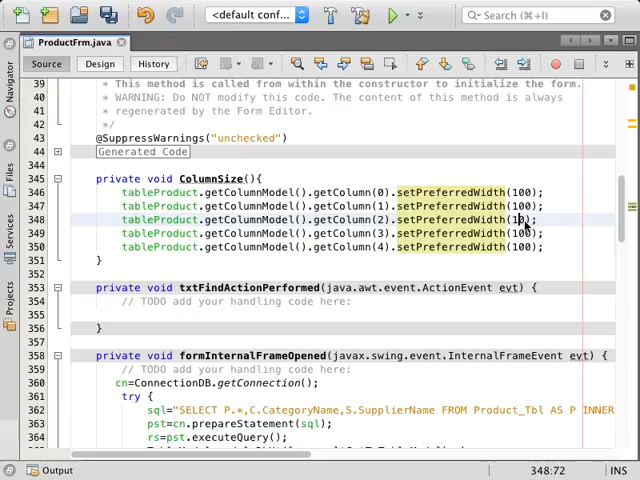 <default conf...
Search (⌘+I)
ProductFrm.java
Source
Design
History
Navigator
Files
Services
Projects
39
* This method is called from within the constructor to initialize the form.
40
* WARNING: Do NOT modify this code. The content of this method is always
41
* regenerated by the Form Editor.
42
*/
43
@SuppressWarnings("unchecked")
44
Generated Code
344
345
private void ColumnSize(){
346
tableProduct.getColumnModel().getColumn(0).setPreferredWidth(100);
347
tableProduct.getColumnModel().getColumn(1).setPreferredWidth(100);
348
tableProduct.getColumnModel().getColumn(2).setPreferredWidth(10);
349
tableProduct.getColumnModel().getColumn(3).setPreferredWidth(100);
350
tableProduct.getColumnModel().getColumn(4).setPreferredWidth(100);
351
}
352
353
private void txtFindActionPerformed(java.awt.event.ActionEvent evt) {
354
// TODO add your handling code here:
355
356
}
357
358
private void formInternalFrameOpened(javax.swing.event.InternalFrameEvent evt) {
359
// TODO add your handling code here:
360
cn=ConnectionDB.getConnection();
361
try {
362
sql="SELECT P.*,C.CategoryName,S.SupplierName FROM Product_Tbl AS P INNER
363
pst=cn.prepareStatement(sql);
364
rs=pst.executeQuery();
Output
348:72
INS